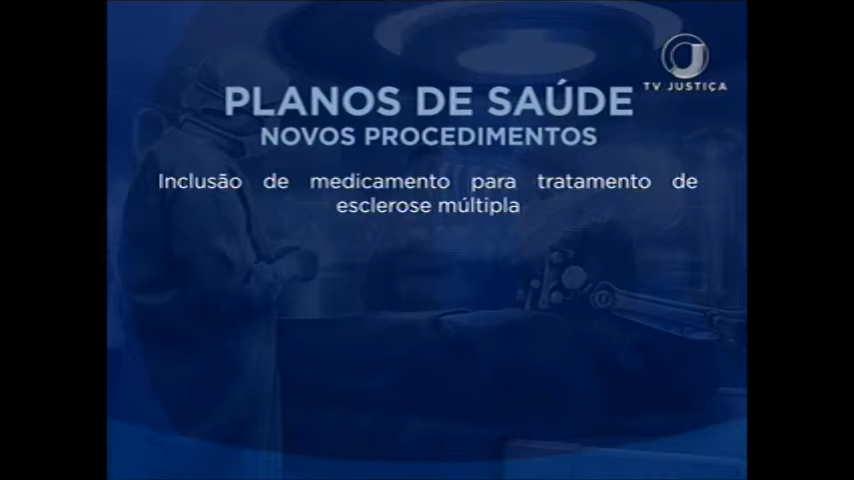 PLANOS DE SAÚDE
NOVOS PROCEDIMENTOS
TV JUSTIÇA
Inclusão de medicamento para tratamento de
esclerose múltipla